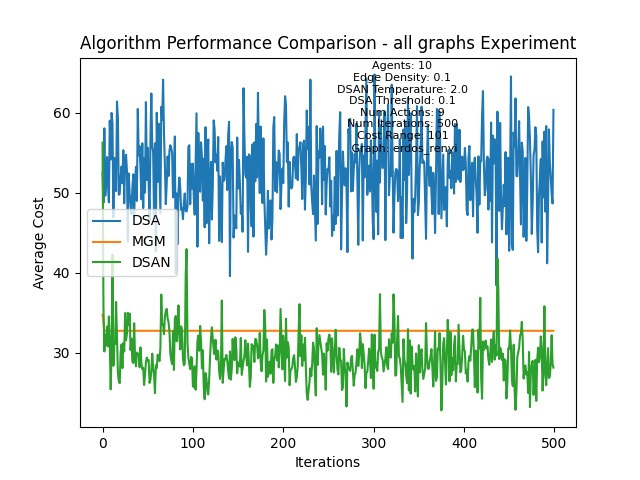 Algorithm Performance Comparison - all graphs Experiment
Agents: 10
Edge Density: 0.1
DSAN Temperature: 2.0
DSA Threshold: 0.1
Num Actions: 9
Num Iterations: 500
Cost Range: 101
Graph: erdos_renyi
60
50
40
30
Average Cost
DSA
MGM
DSAN
0
100
200
300
400
500
Iterations